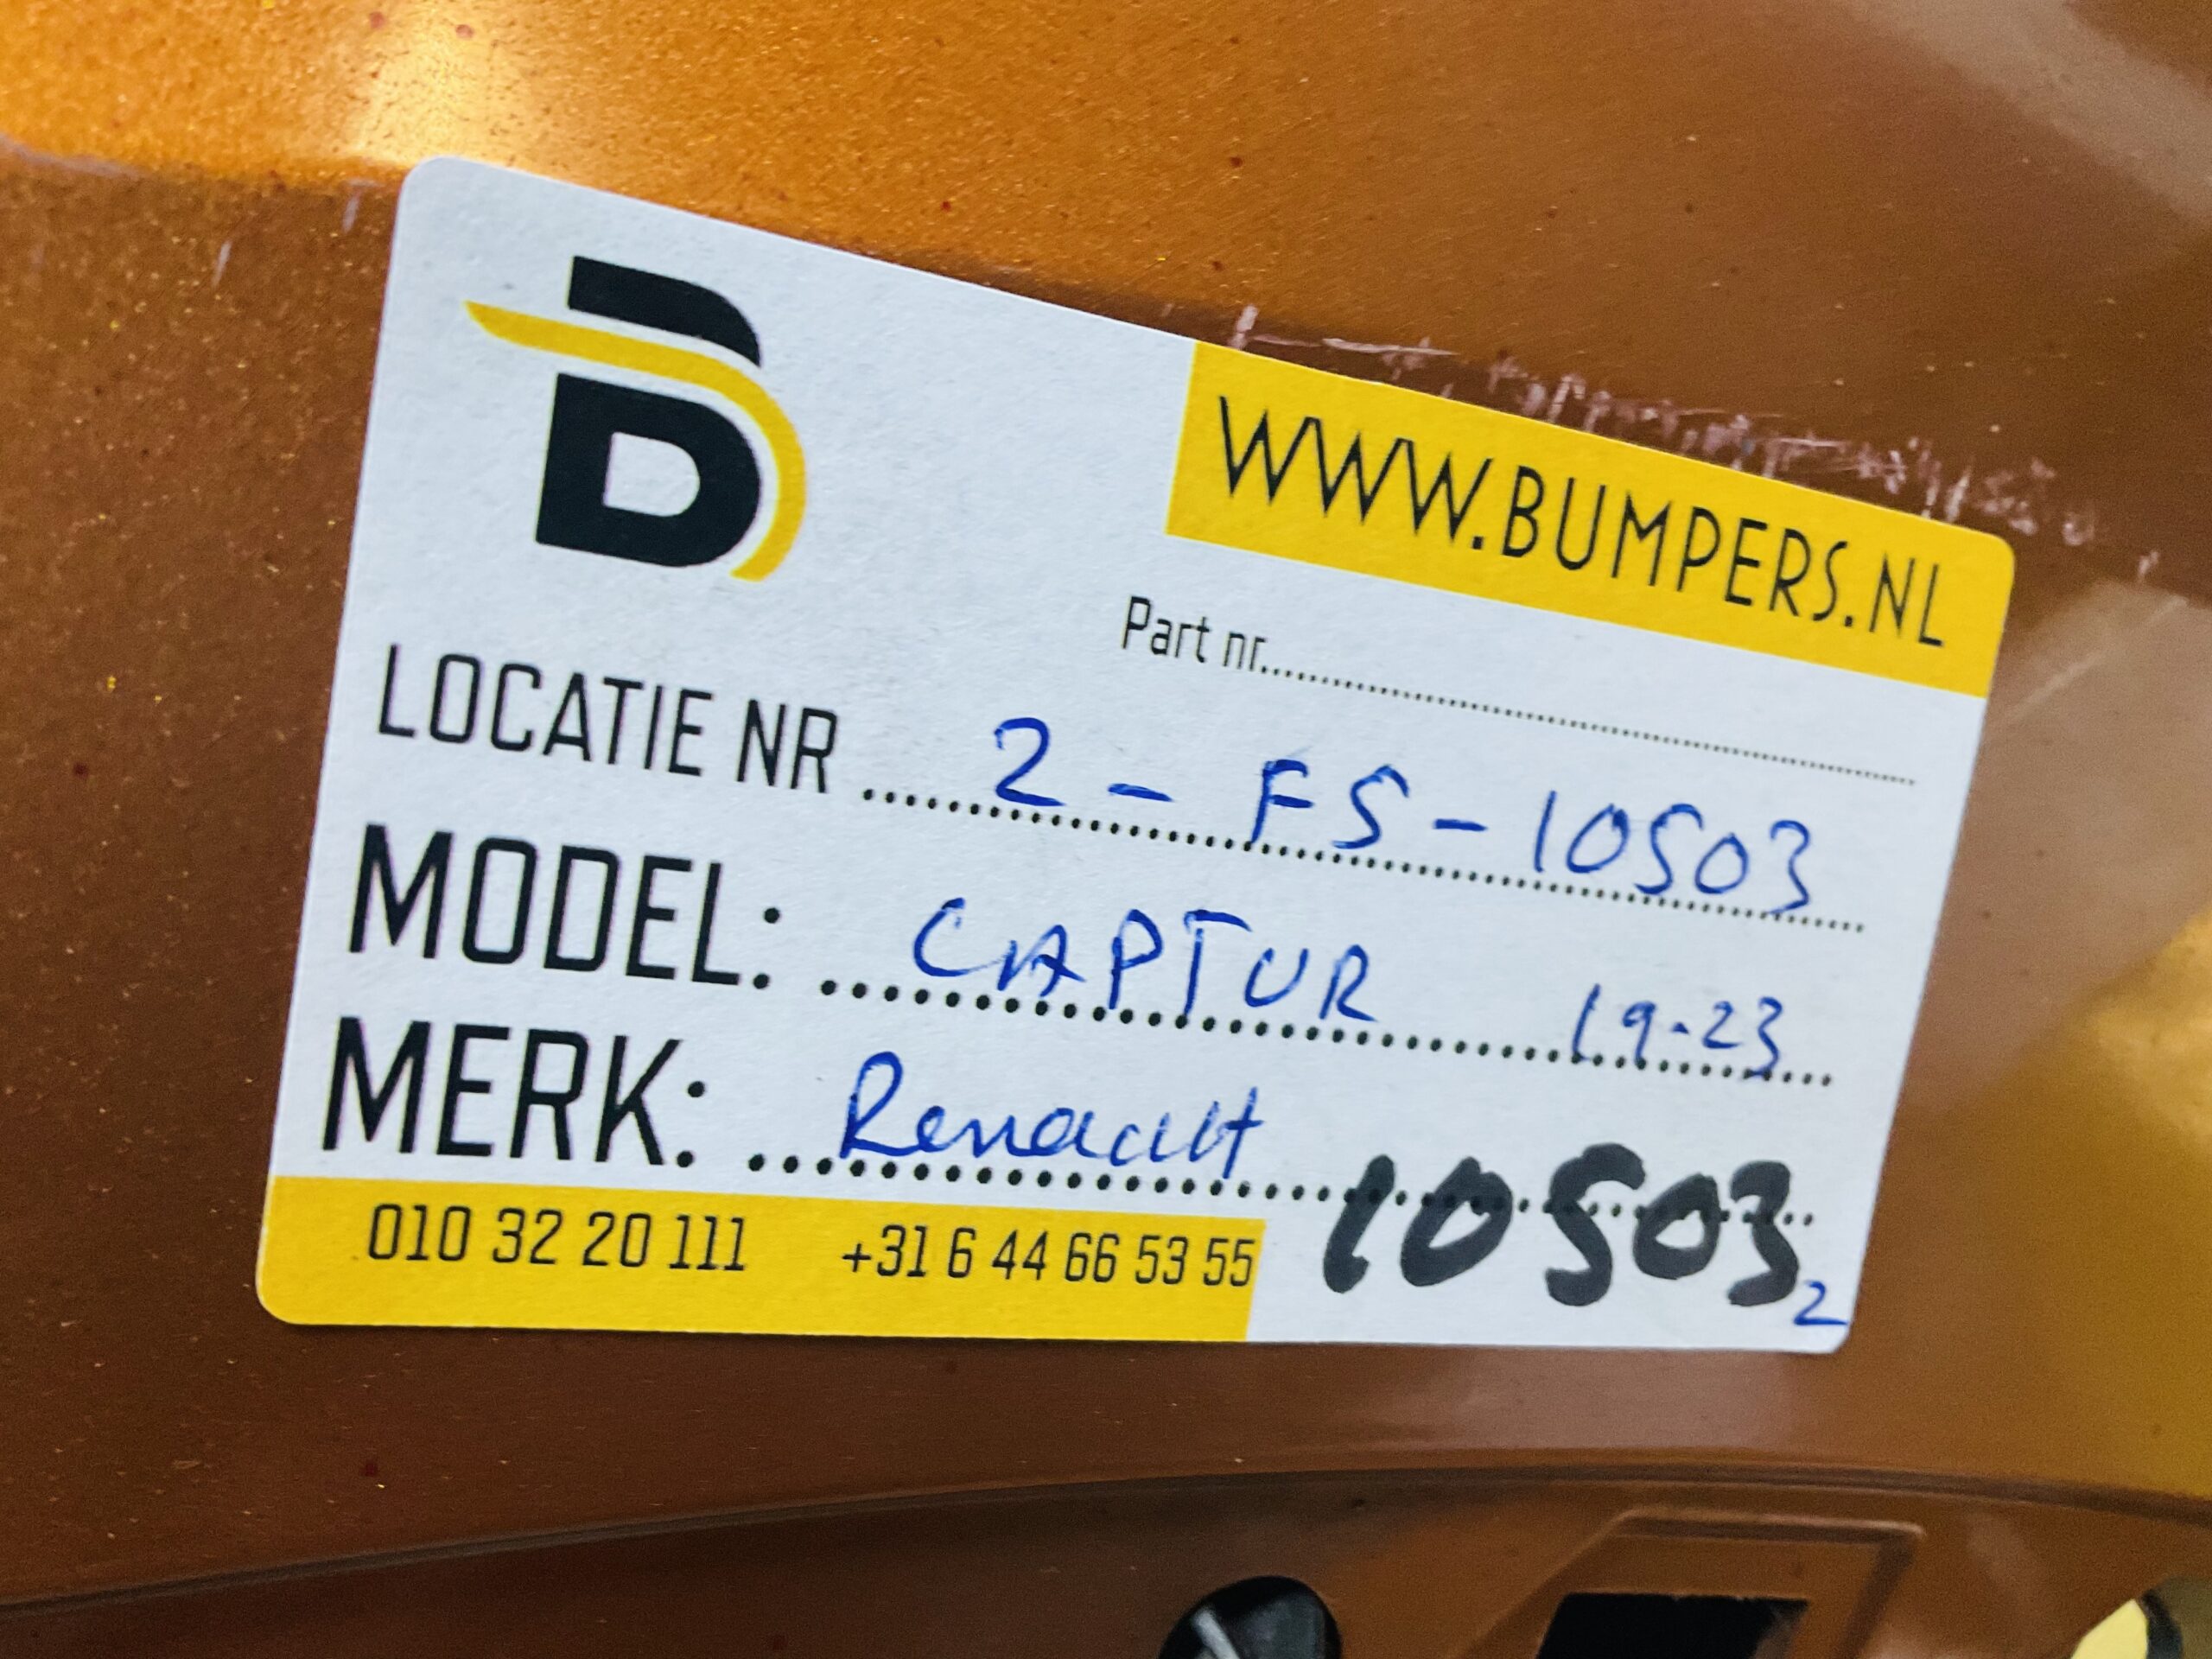 B
WWW.BUMPERS.NL
Part nr..........
LOCATIE NR ..... 2 - FS - 10503
MODEL: ... CAPTUR 19-23
MERK: ... Renault
10503 2
010 32 20 111 +31 6 44 66 53 55